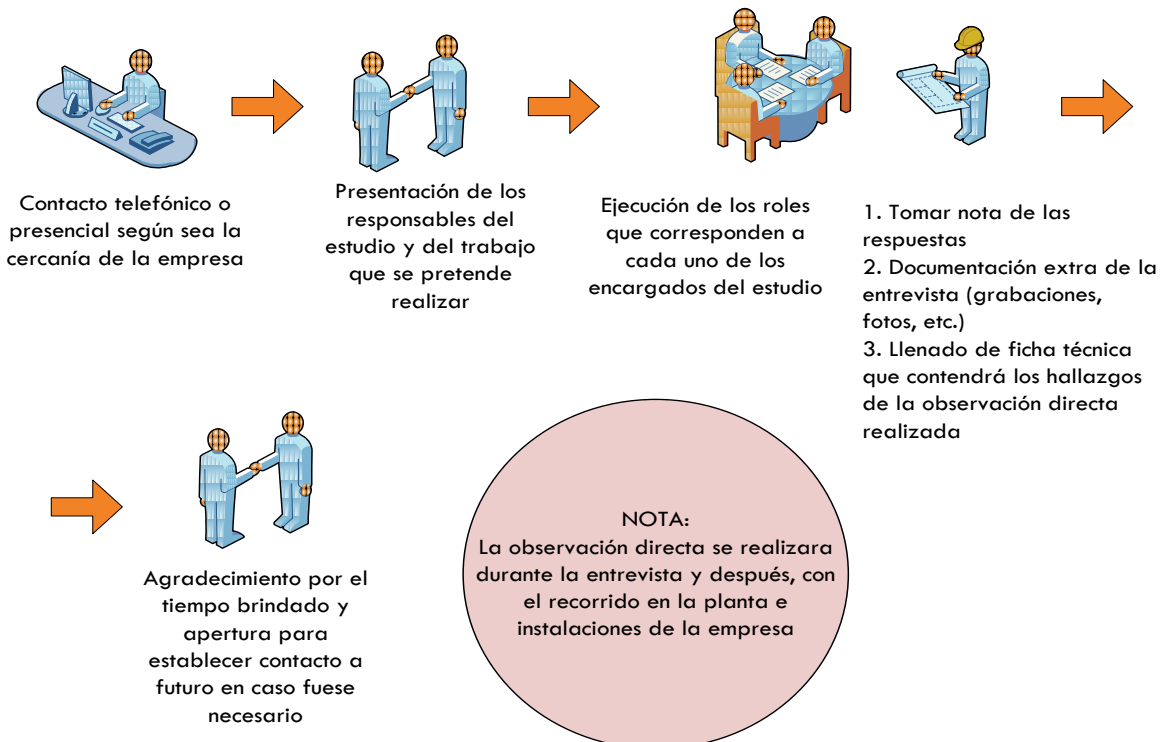 Contacto telefónico o
presencial según sea la
cercanía de la empresa
Presentación de los
responsables del
estudio y del trabajo
que se pretende
realizar
Ejecución de los roles
que corresponden a
cada uno de los
encargados del estudio
1. Tomar nota de las
respuestas
2. Documentación extra de la
entrevista (grabaciones,
fotos, etc.)
3. Llenado de ficha técnica
que contendrá los hallazgos
de la observación directa
realizada
Agradecimiento por el
tiempo brindado y
apertura para
establecer contacto a
futuro en caso fuese
necesario
NOTA:
La observación directa se realizara
durante la entrevista y después, con
el recorrido en la planta e
instalaciones de la empresa